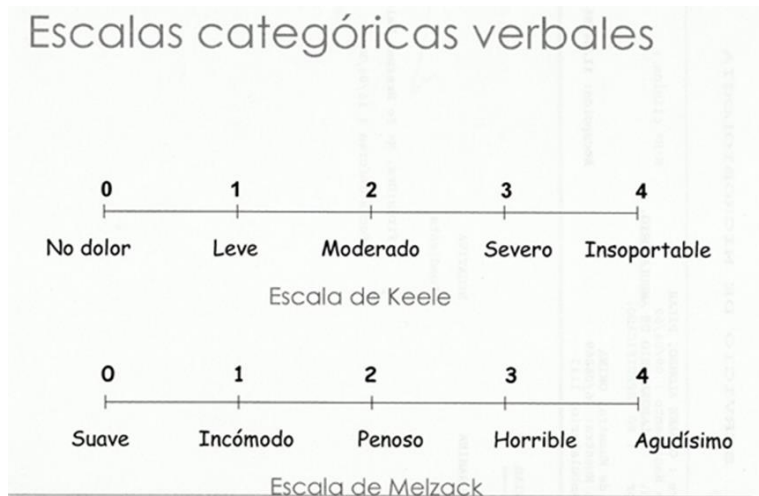 Escalas categóricas verbales
0 1 2 3 4
No dolor Leve Moderado Severo Insoportable
Escala de Keele
0 1 2 3 4
Suave Incómodo Penoso Horrible Agudísimo
Escala de Melzack